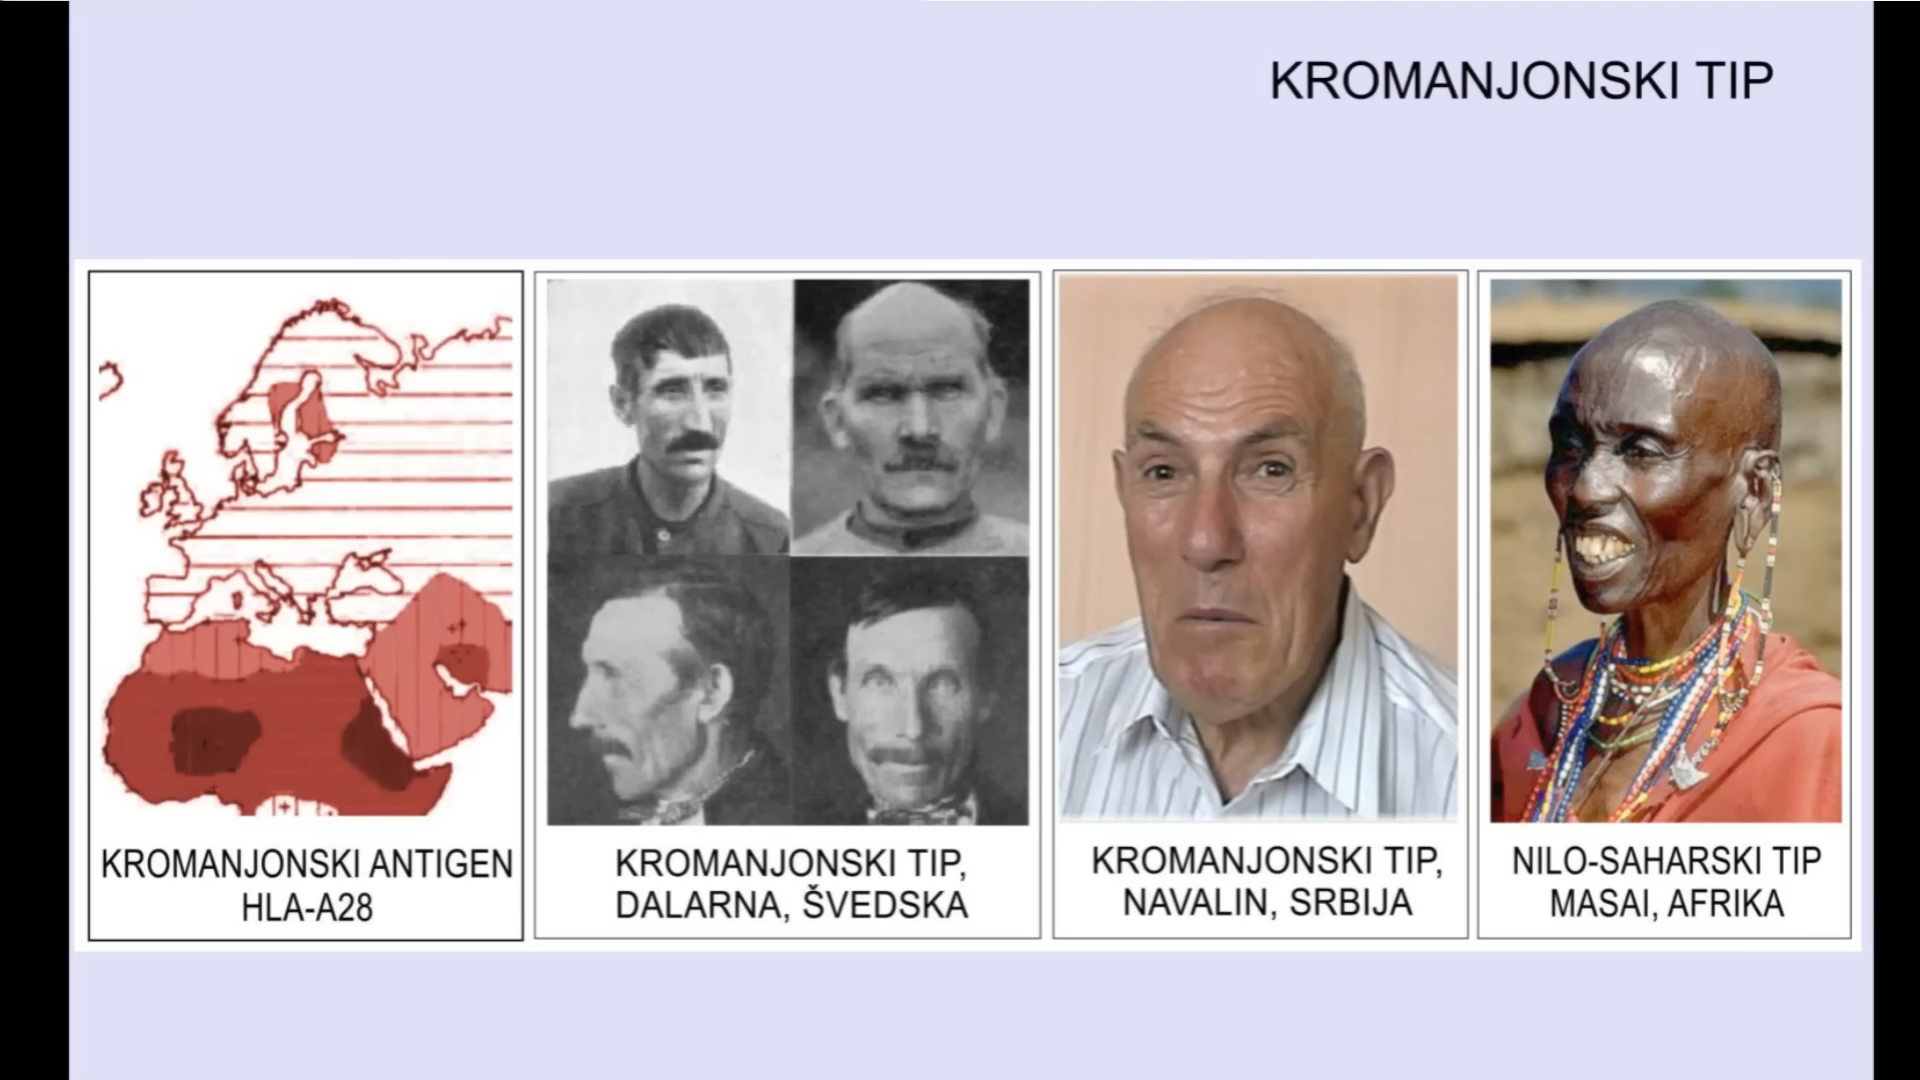 KROMANJONSKI TIP
KROMANJONSKI ANTIGEN
HLA-A28
KROMANJONSKI TIP,
DALARNA, ŠVEDSKA
KROMANJONSKI TIP,
NAVALIN, SRBIJA
NILO-SAHARSKI TIP
MASAI, AFRIKA